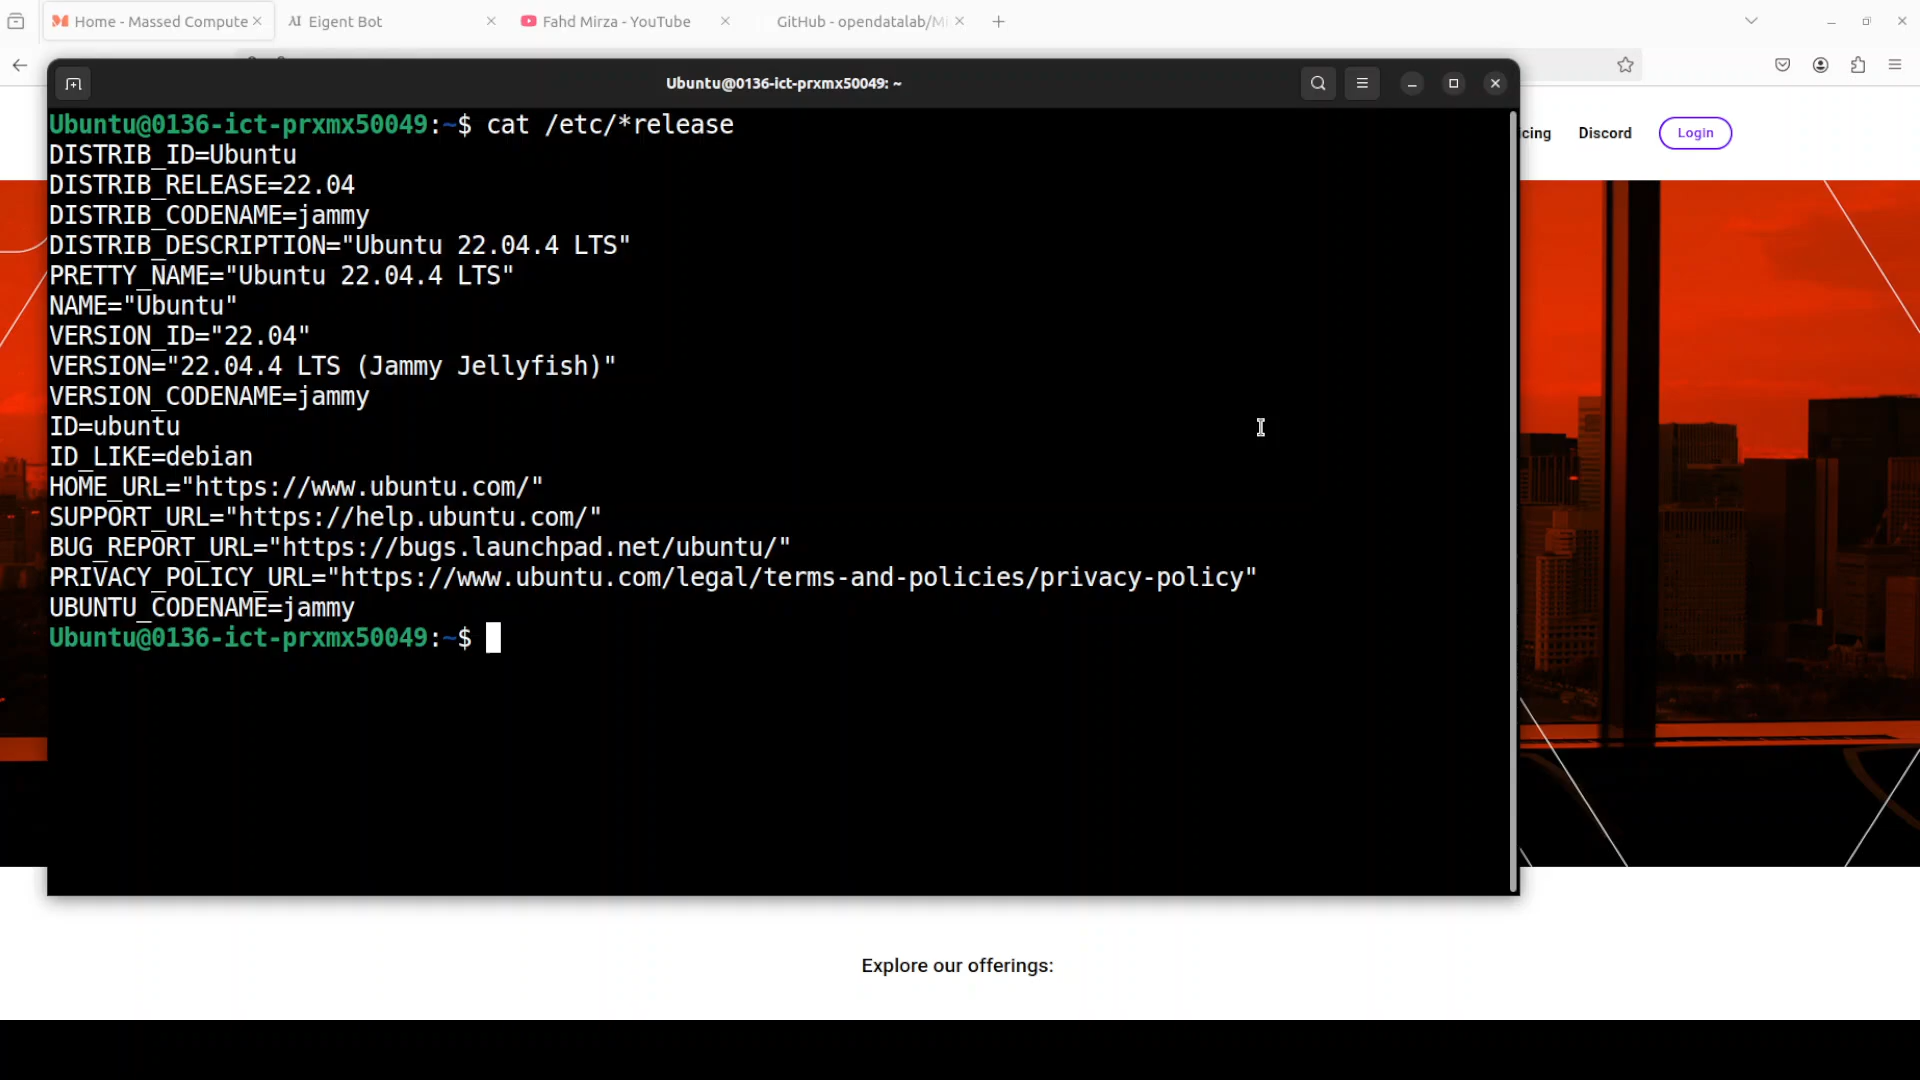 Home - Massed Compute
Eigent Bot
Fahd Mirza - YouTube
GitHub - opendatalab/Mi
Ubuntu@0136-ict-prxmx50049: ~
Ubuntu@0136-ict-prxmx50049:~$ cat /etc/*release
DISTRIB_ID=Ubuntu
DISTRIB_RELEASE=22.04
DISTRIB_CODENAME=jammy
DISTRIB_DESCRIPTION="Ubuntu 22.04.4 LTS"
PRETTY_NAME="Ubuntu 22.04.4 LTS"
NAME="Ubuntu"
VERSION_ID="22.04"
VERSION="22.04.4 LTS (Jammy Jellyfish)"
VERSION_CODENAME=jammy
ID=ubuntu
ID_LIKE=debian
HOME_URL="https://www.ubuntu.com/"
SUPPORT_URL="https://help.ubuntu.com/"
BUG_REPORT_URL="https://bugs.launchpad.net/ubuntu/"
PRIVACY_POLICY_URL="https://www.ubuntu.com/legal/terms-and-policies/privacy-policy"
UBUNTU_CODENAME=jammy
Ubuntu@0136-ict-prxmx50049:~$
cing Discord Login
Explore our offerings: